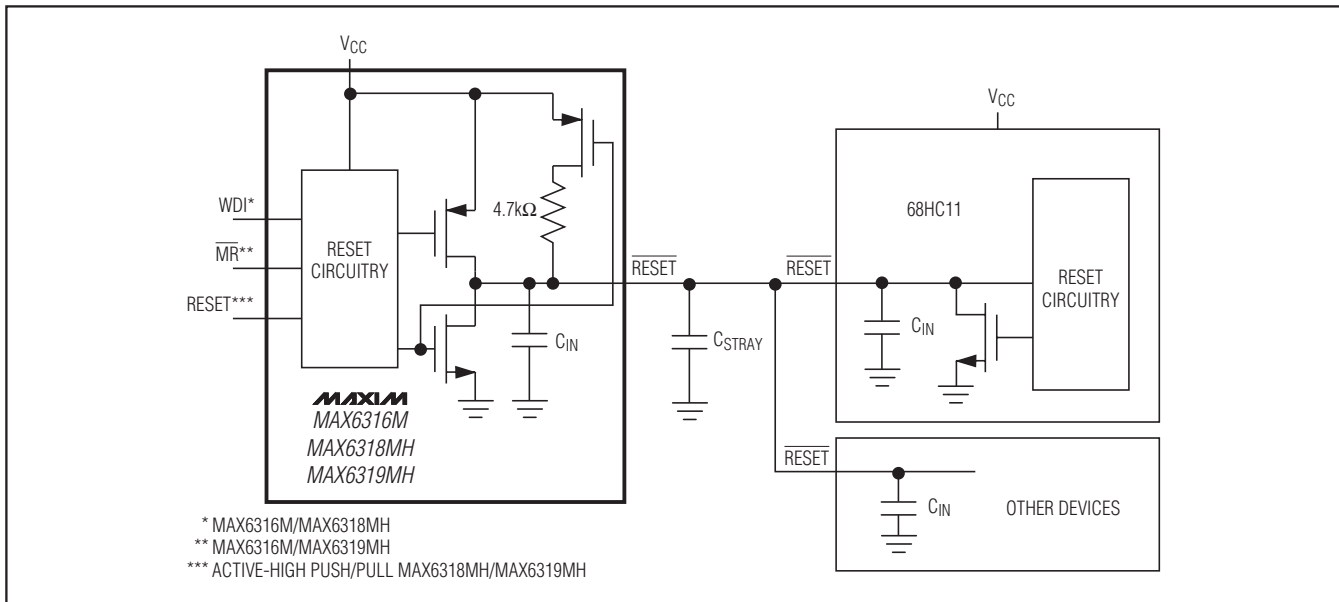 VCC
WDI*
MR**
RESET***
RESET
CIRCUITRY
4.7kΩ
CIN
MAXIM
MAX6316M
MAX6318MH
MAX6319MH
RESET
CSTRAY
RESET
VCC
68HC11
CIN
RESET
CIRCUITRY
RESET
CIN
OTHER DEVICES
* MAX6316M/MAX6318MH
** MAX6316M/MAX6319MH
*** ACTIVE-HIGH PUSH/PULL MAX6318MH/MAX6319MH